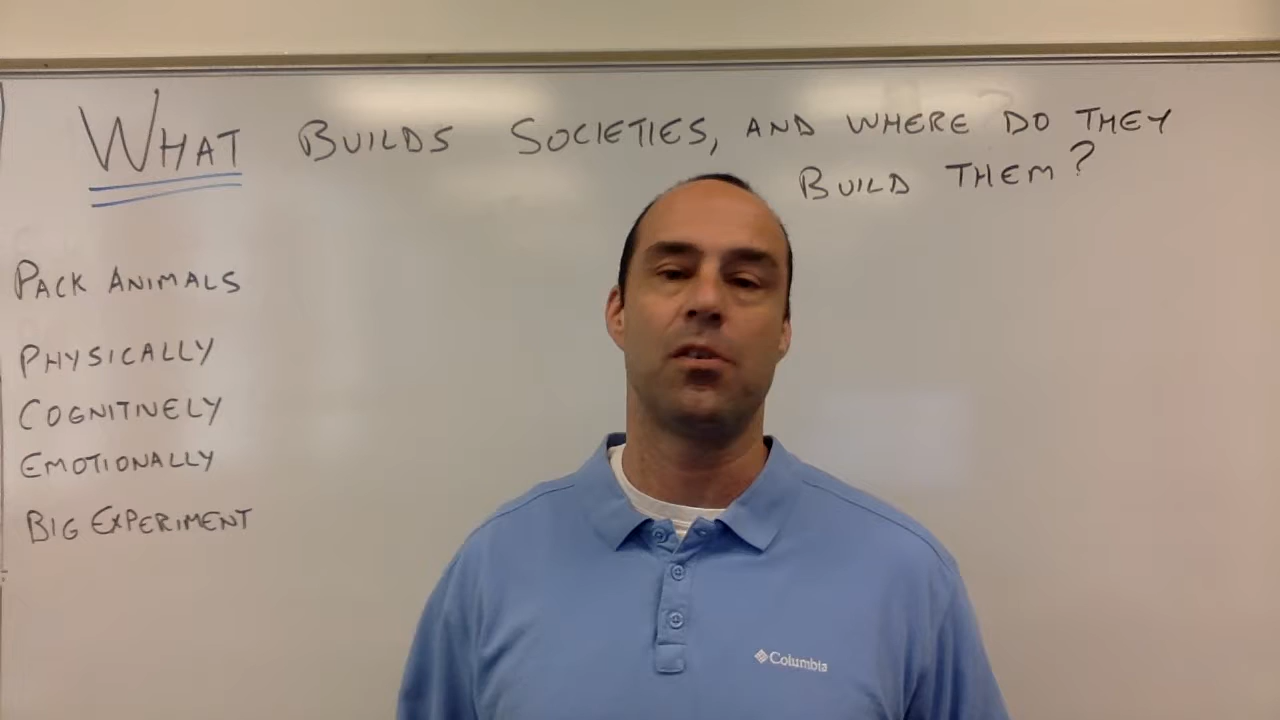 WHAT BUILDS SOCIETIES, AND WHERE DO THEY
BUILD THEM?
PACK ANIMALS
PHYSICALLY
COGNITIVELY
EMOTIONALLY
BIG EXPERIMENT
Columbia